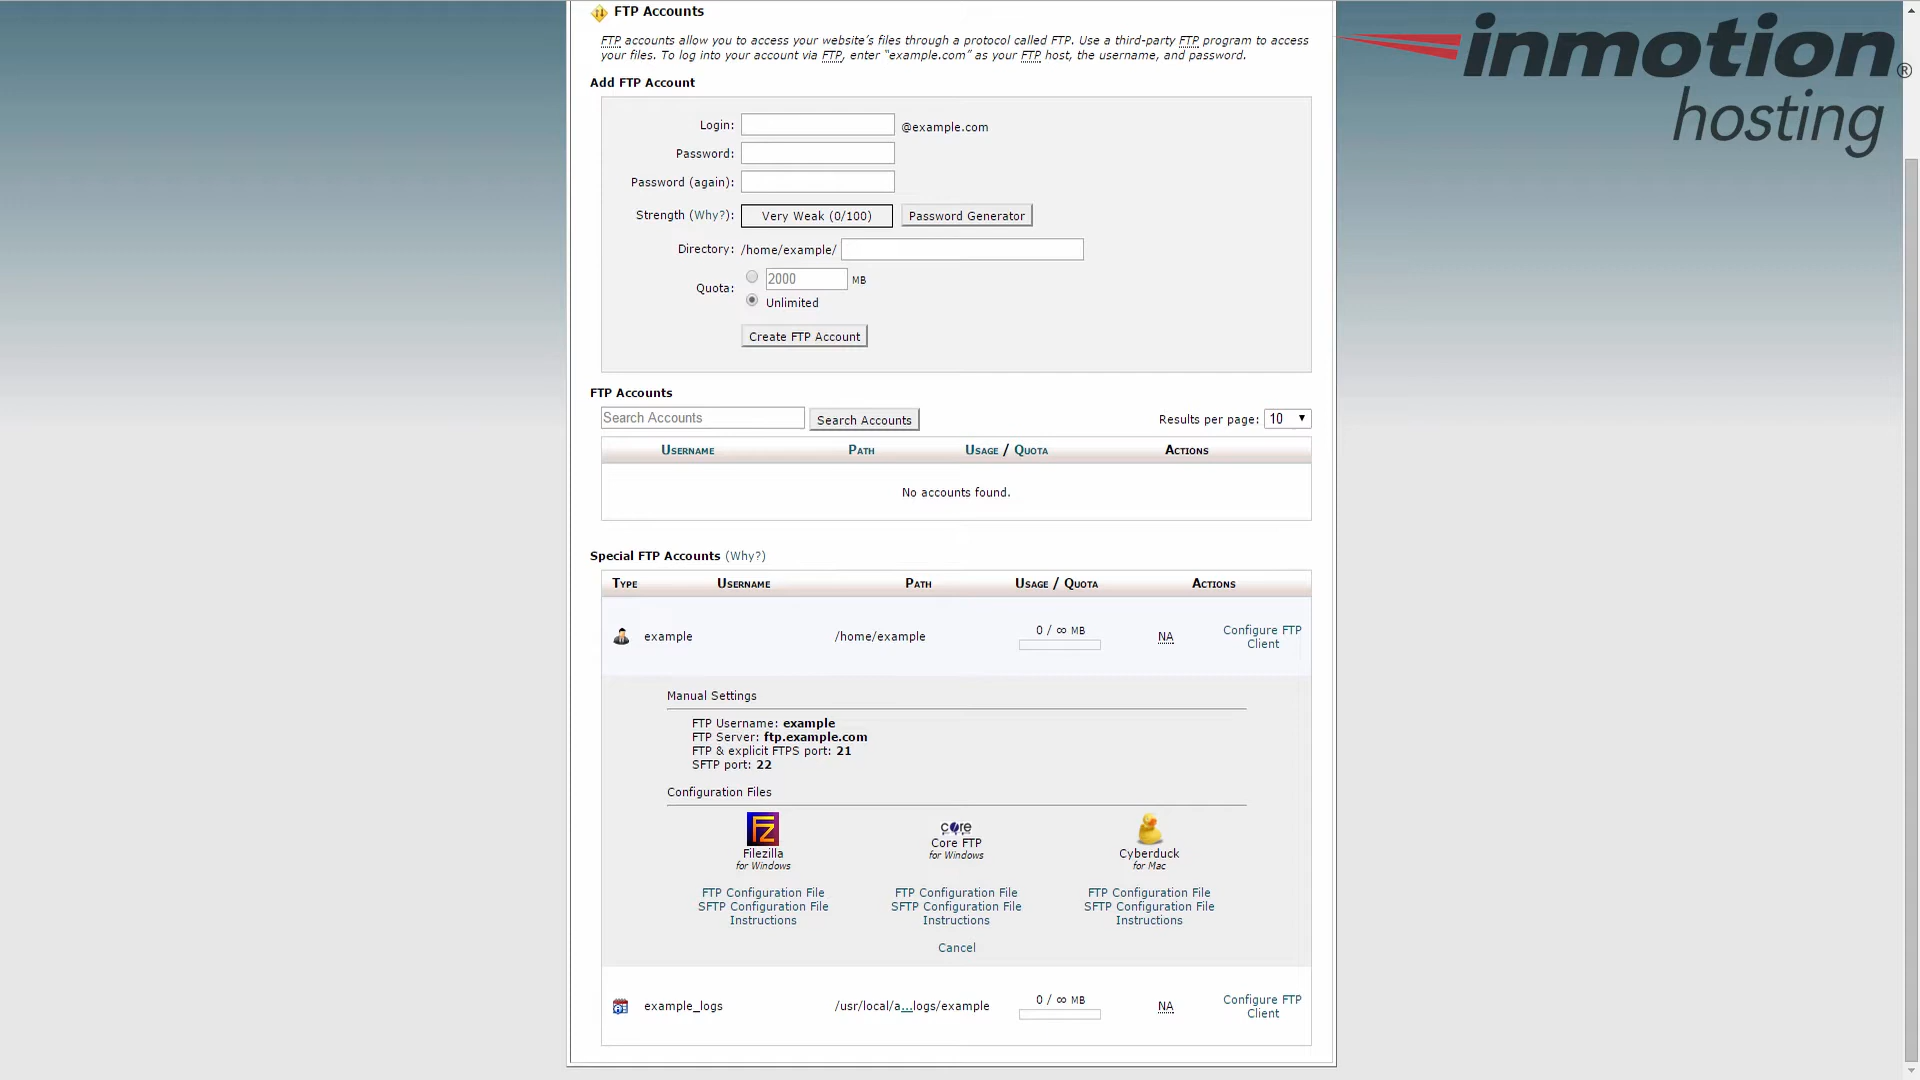 FTP Accounts
FTP accounts allow you to access your website's files through a protocol called FTP. Use a third-party FTP program to access
your files. To log into your account via FTP, enter “example.com” as your FTP host, the username, and password.
inmotion®
hosting
Add FTP Account
Login: @example.com
Password:
Password (again):
Strength (Why?): Very Weak (0/100) Password Generator
Directory: /home/example/
Quota: 2000 MB
Unlimited
Create FTP Account
FTP Accounts
Search Accounts Search Accounts Results per page: 10
Username Path Usage / Quota Actions
No accounts found.
Special FTP Accounts (Why?)
Type Username Path Usage / Quota Actions
example /home/example 0 / ∞ MB NA Configure FTP
Client
Manual Settings
FTP Username: example
FTP Server: ftp.example.com
FTP & explicit FTPS port: 21
SFTP port: 22
Configuration Files
FZ
core
Filezilla Core FTP Cyberduck
for Windows for Windows for Mac
FTP Configuration File FTP Configuration File FTP Configuration File
SFTP Configuration File SFTP Configuration File SFTP Configuration File
Instructions Instructions Instructions
Cancel
example_logs /usr/local/a...logs/example 0 / ∞ MB NA Configure FTP
Client